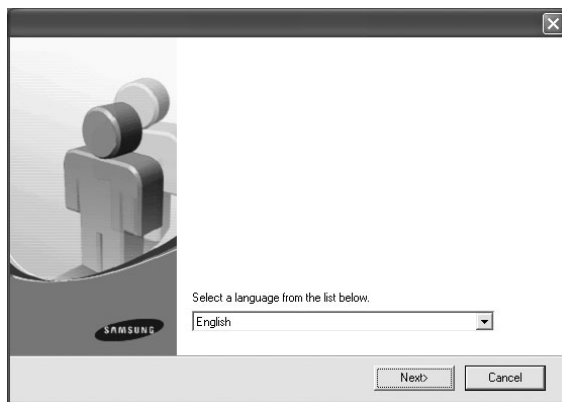 Select a language from the list below.
English
SAMSUNG
Next>
Cancel